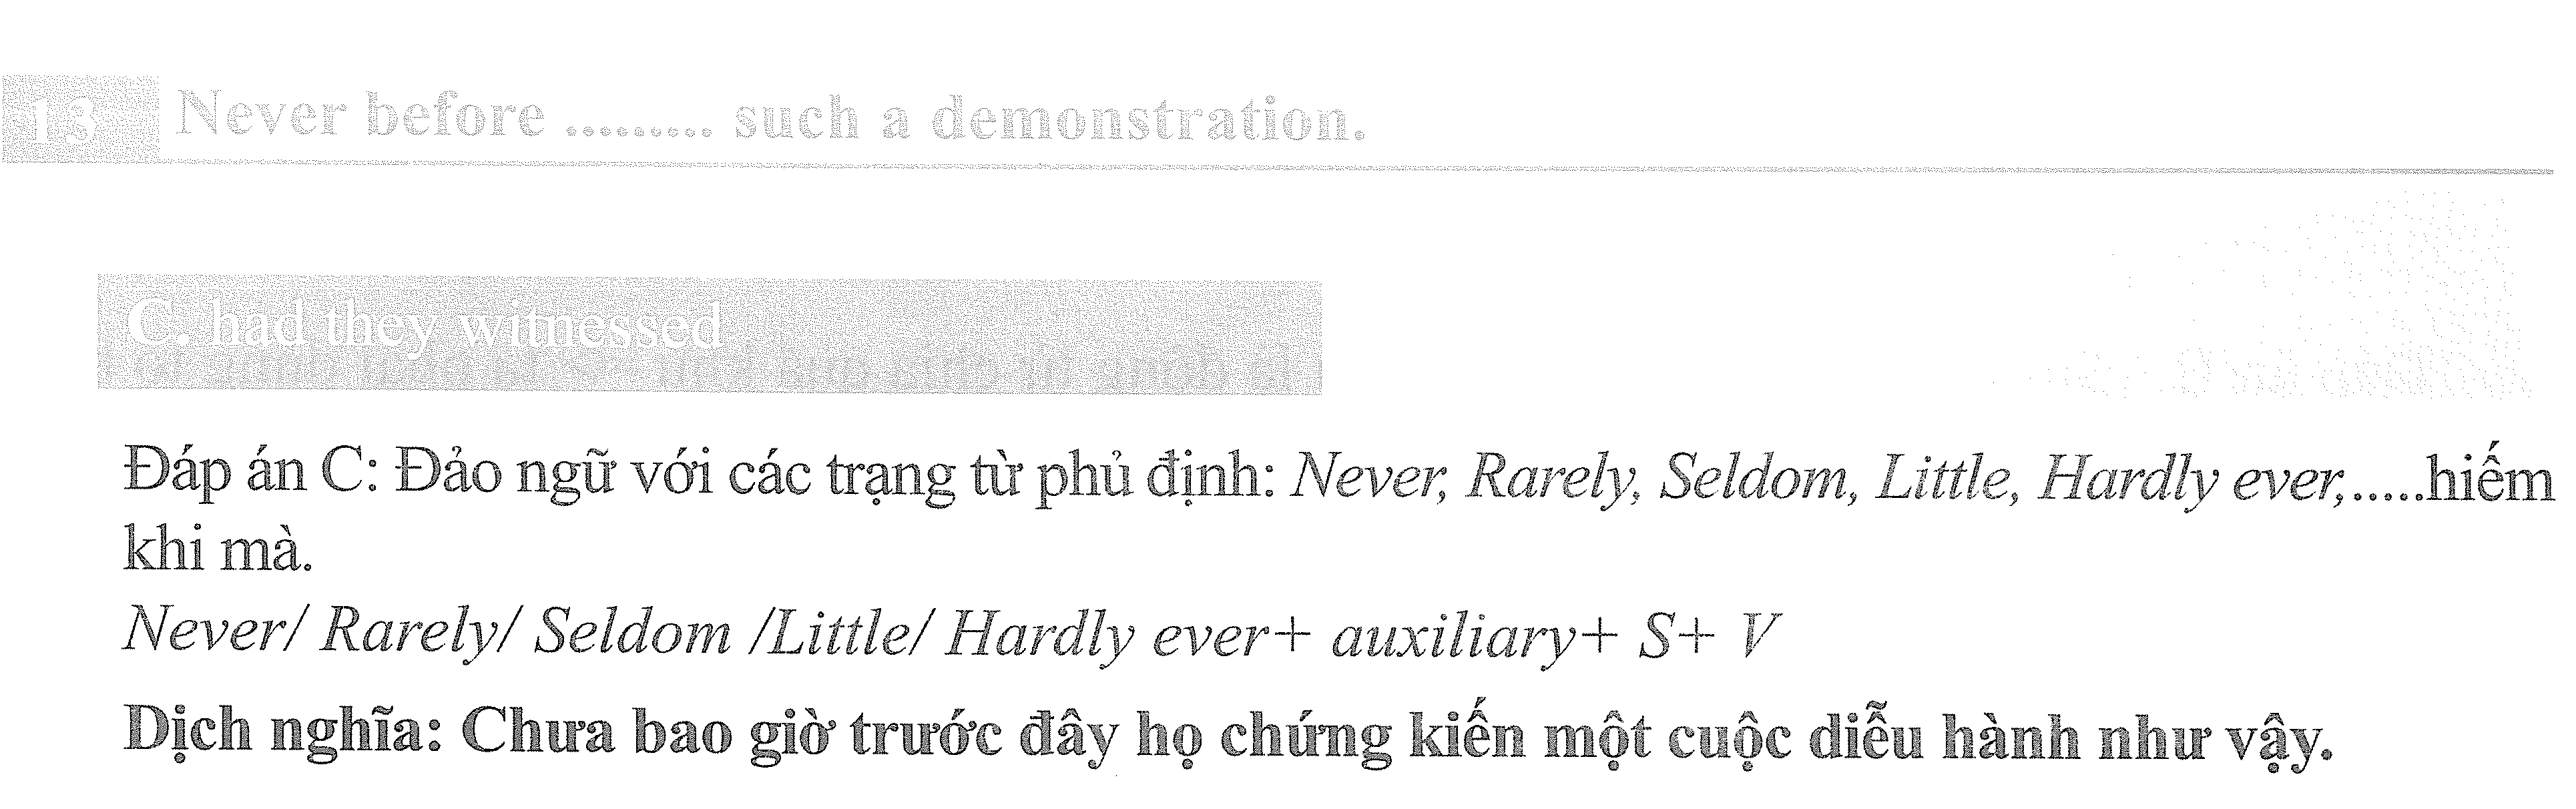 13 Never before ......... such a demonstration.
C. had they witnessed
Đáp án C: Đảo ngữ với các trạng từ phủ định: Never, Rarely, Seldom, Little, Hardly ever,.....hiếm
khi mà.
Never/ Rarely/ Seldom /Little/ Hardly ever+ auxiliary+ S+ V
Dịch nghĩa: Chưa bao giờ trước đây họ chứng kiến một cuộc diễu hành như vậy.